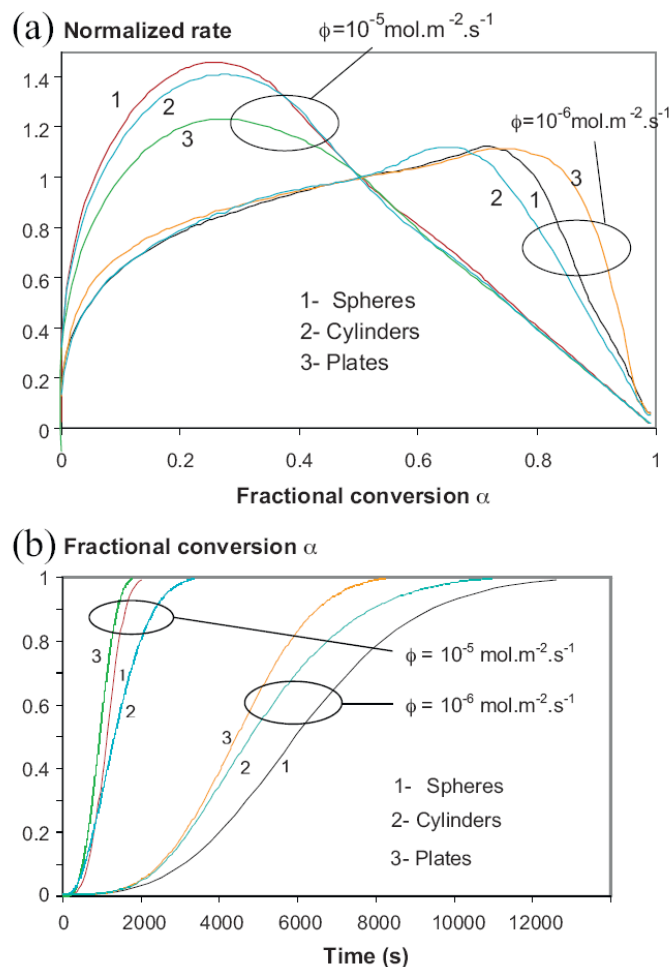 (a) Normalized rate
ϕ=10⁻⁵mol.m⁻².s⁻¹
1.4
1.2
1
0.8
0.6
0.4
0.2
0
1
2
3
ϕ=10⁻⁶mol.m⁻².s⁻¹
3
1
2
1- Spheres
2- Cylinders
3- Plates
0
0.2
0.4
0.6
0.8
1
Fractional conversion α
(b) Fractional conversion α
1
0.8
0.6
0.4
0.2
0
3
1
2
ϕ = 10⁻⁵ mol.m⁻².s⁻¹
ϕ = 10⁻⁶ mol.m⁻².s⁻¹
3
2
1
1- Spheres
2- Cylinders
3- Plates
0
2000
4000
6000
8000
10000
12000
Time (s)